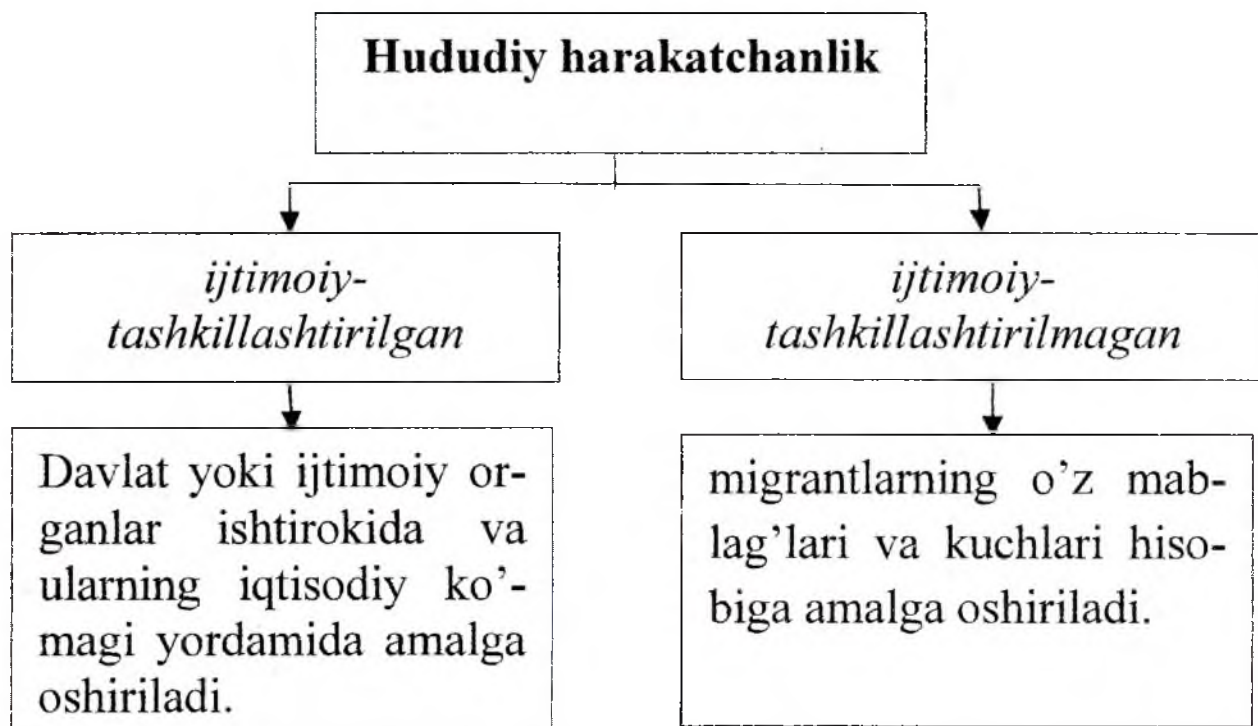 Hududiy harakatchanlik
ijtimoiy-
tashkillashtirilgan
ijtimoiy-
tashkillashtirilmagan
Davlat yoki ijtimoiy or-
ganlar ishtirokida va
ularning iqtisodiy ko’-
magi yordamida amalga
oshiriladi.
migrantlarning o’z mab-
lag’lari va kuchlari hiso-
biga amalga oshiriladi.